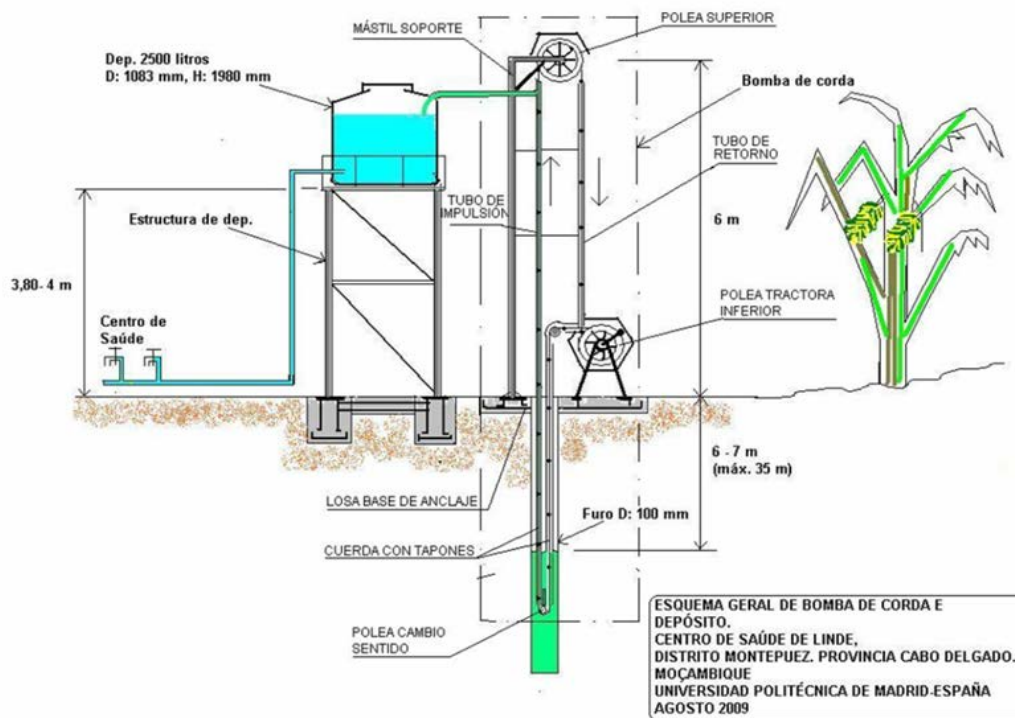 POLEA SUPERIOR
MÁSTIL SOPORTE
Dep. 2500 litros
D: 1083 mm, H: 1980 mm
Bomba de corda
TUBO DE
RETORNO
TUBO DE
IMPULSIÓN
Estructura de dep.
6 m
3,80- 4 m
POLEA TRACTORA
INFERIOR
Centro de
Saúde
6 - 7 m
(máx. 35 m)
LOSA BASE DE ANCLAJE
Furo D: 100 mm
CUERDA CON TAPONES
POLEA CAMBIO
SENTIDO
ESQUEMA GERAL DE BOMBA DE CORDA E
DEPÓSITO.
CENTRO DE SAÚDE DE LINDE,
DISTRITO MONTEPUEZ. PROVINCIA CABO DELGADO.
MOÇAMBIQUE
UNIVERSIDAD POLITÉCNICA DE MADRID-ESPAÑA
AGOSTO 2009